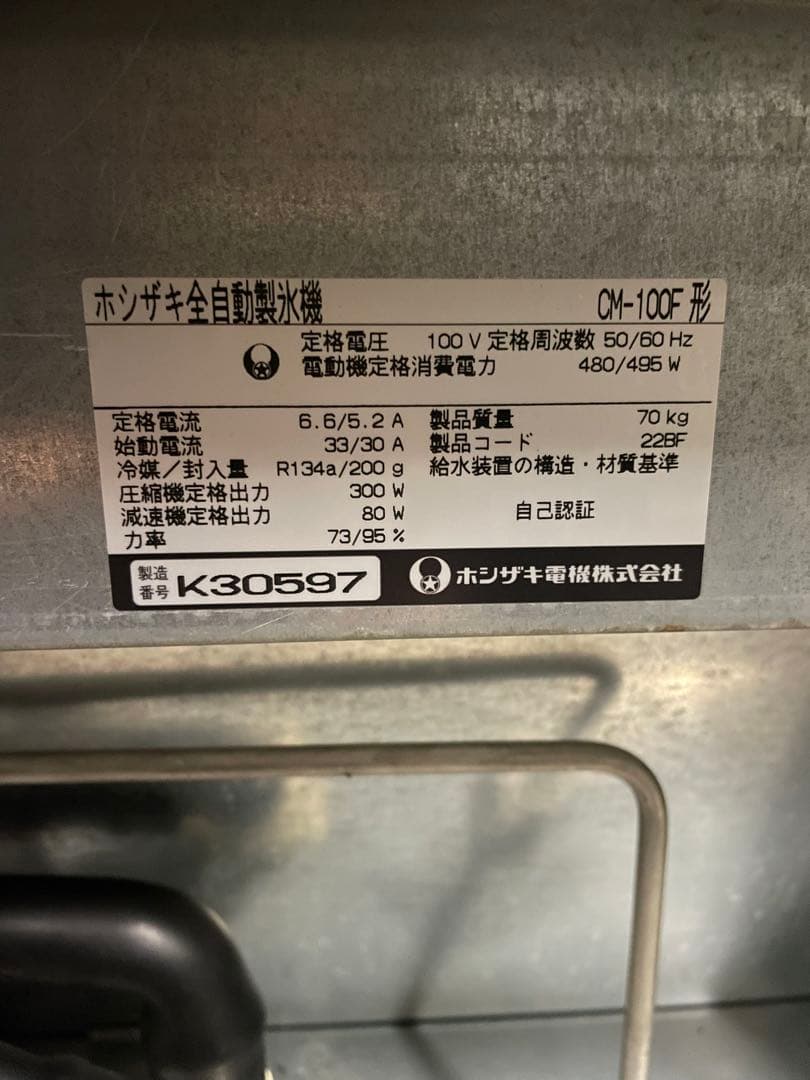 ホシザキ全自動製氷機 CM-100F 形
定格電圧 100 V 定格周波数 50/60 Hz
電動機定格消費電力 480/495 W
定格電流 6.6/5.2 A 製品質量 70 kg
始動電流 33/30 A 製品コード 22BF
冷媒/封入量 R134a/200 g 給水装置の構造・材質基準
圧縮機定格出力 300 W
自己認証
減速機定格出力 80 W
力率 73/95 %
製造番号 K30597 ホシザキ電機株式会社